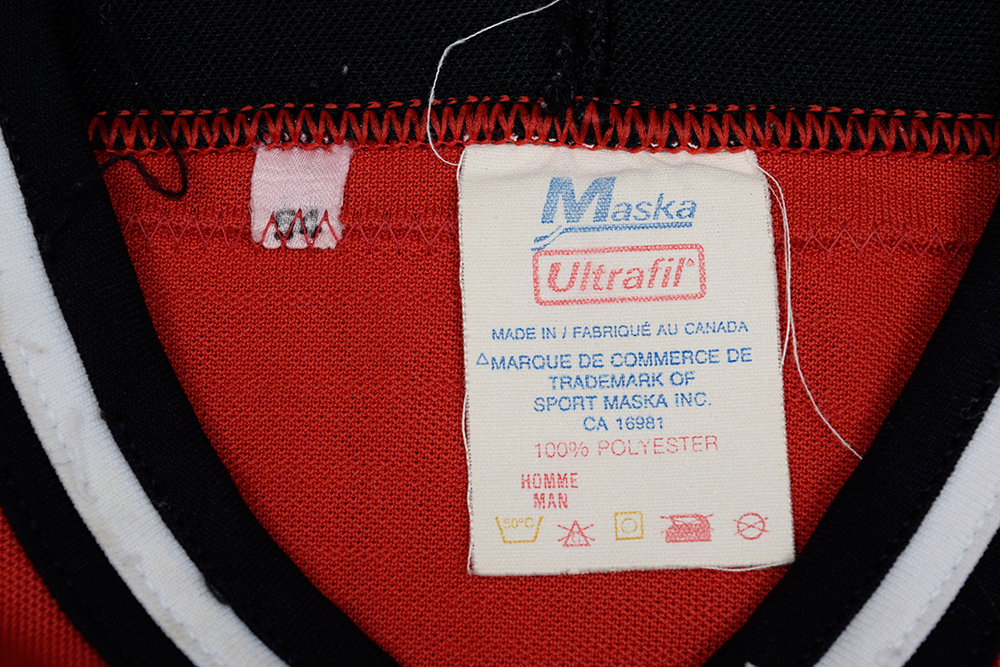 Maska
Ultrafil
MADE IN / FABRIQUÉ AU CANADA
△MARQUE DE COMMERCE DE
TRADEMARK OF
SPORT MASKA INC.
CA 16981
100% POLYESTER
HOMME
MAN
50°C